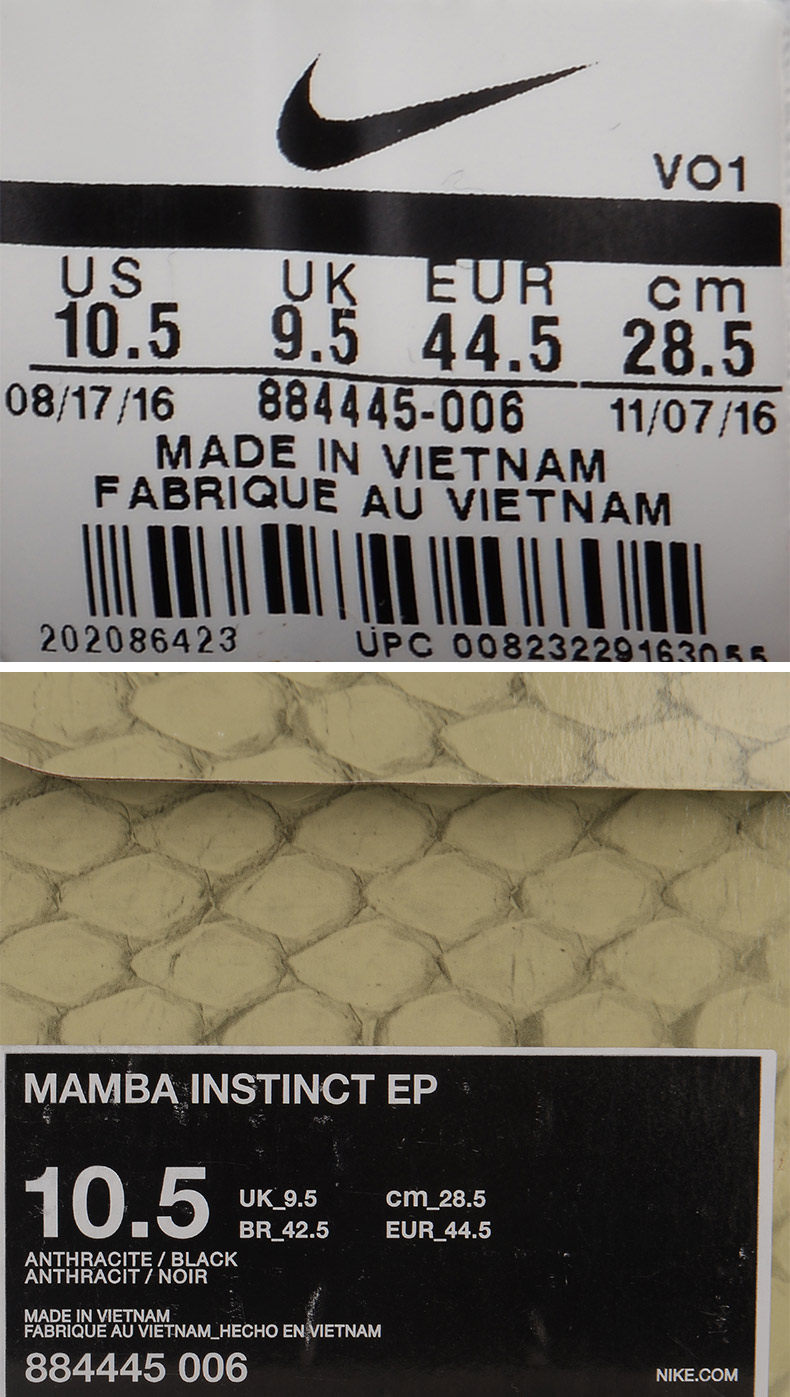 VO1
US UK EUR cm
10.5 9.5 44.5 28.5
08/17/16 884445-006 11/07/16
MADE IN VIETNAM
FABRIQUE AU VIETNAM
202086423 UPC 00823229163055
MAMBA INSTINCT EP
10.5 UK_9.5 cm_28.5
BR_42.5 EUR_44.5
ANTHRACITE / BLACK
ANTHRACIT / NOIR
MADE IN VIETNAM
FABRIQUE AU VIETNAM_HECHO EN VIETNAM
884445 006 NIKE.COM